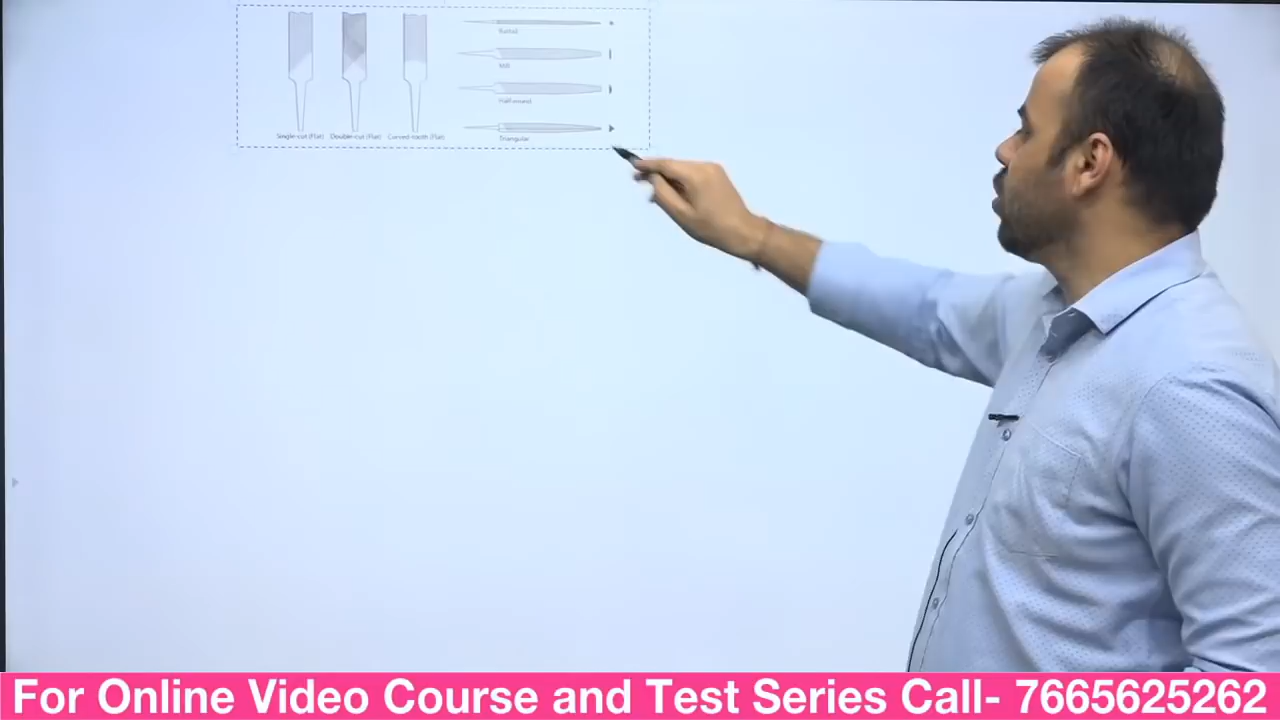 Single-cut (Flat) Double-cut (Flat) Curved-tooth (Flat)
Mill
Half-round
Triangular
For Online Video Course and Test Series Call- 7665625262